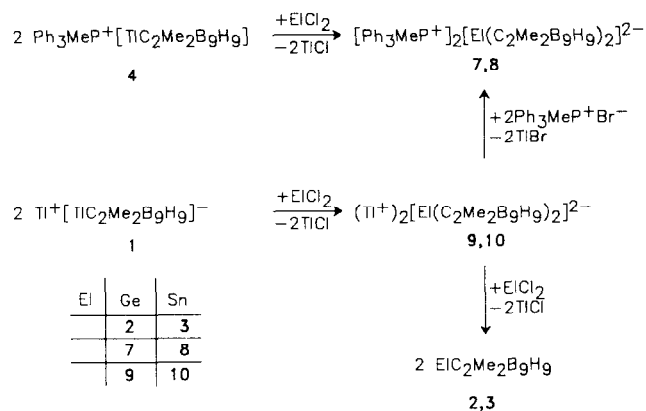 2 Ph₃MeP⁺[TlC₂Me₂B₉H₉] +ElCl₂ −2TlCl [Ph₃MeP⁺]₂[El(C₂Me₂B₉H₉)₂]²⁻
4 7,8
+2Ph₃MeP⁺Br⁻
−2TlBr
2 Tl⁺[TlC₂Me₂B₉H₉]⁻ +ElCl₂ −2TlCl (Tl⁺)₂[El(C₂Me₂B₉H₉)₂]²⁻
1 9,10
El Ge Sn
2 3
7 8
9 10
+ElCl₂
−2TlCl
2 ElC₂Me₂B₉H₉
2,3